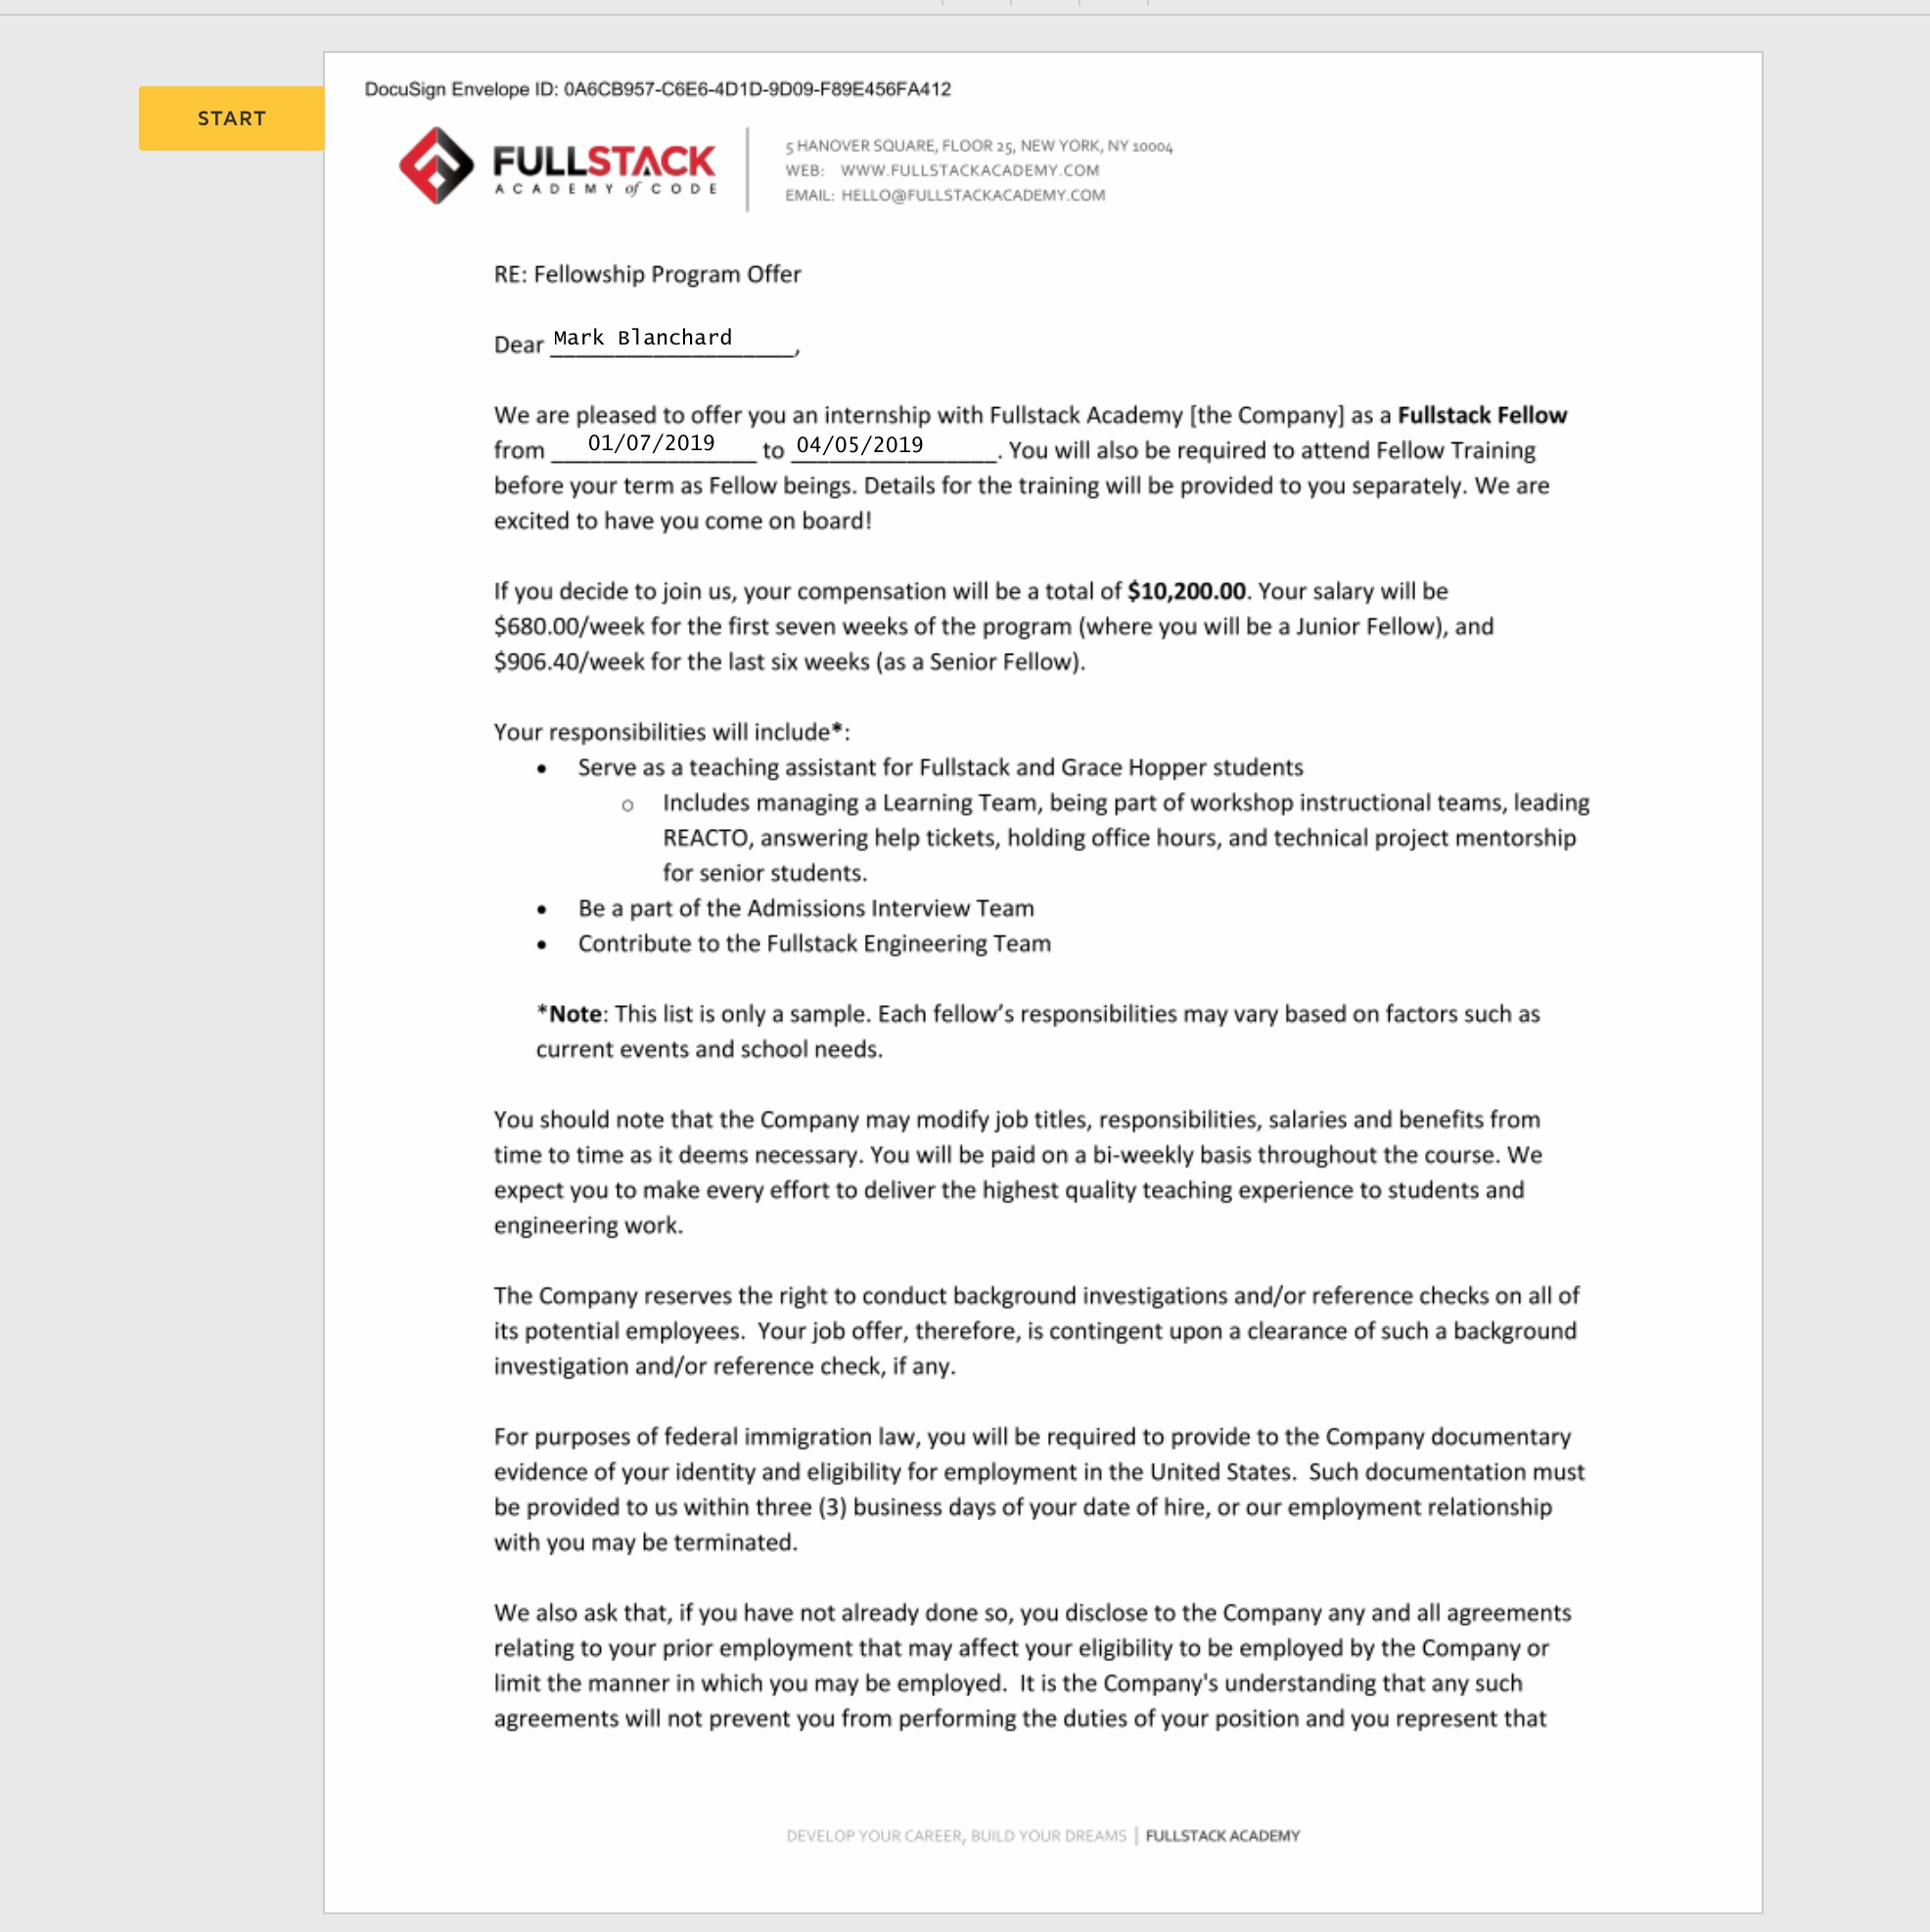 START
DocuSign Envelope ID: 0A6CB957-C6E6-4D1D-9D09-F89E456FA412
FULLSTACK
ACADEMY of CODE
5 HANOVER SQUARE, FLOOR 25, NEW YORK, NY 10004
WEB: WWW.FULLSTACKACADEMY.COM
EMAIL: HELLO@FULLSTACKACADEMY.COM
RE: Fellowship Program Offer
Dear Mark Blanchard,
We are pleased to offer you an internship with Fullstack Academy [the Company] as a Fullstack Fellow
from 01/07/2019 to 04/05/2019. You will also be required to attend Fellow Training
before your term as Fellow beings. Details for the training will be provided to you separately. We are
excited to have you come on board!
If you decide to join us, your compensation will be a total of $10,200.00. Your salary will be
$680.00/week for the first seven weeks of the program (where you will be a Junior Fellow), and
$906.40/week for the last six weeks (as a Senior Fellow).
Your responsibilities will include*:
• Serve as a teaching assistant for Fullstack and Grace Hopper students
o Includes managing a Learning Team, being part of workshop instructional teams, leading
REACTO, answering help tickets, holding office hours, and technical project mentorship
for senior students.
• Be a part of the Admissions Interview Team
• Contribute to the Fullstack Engineering Team
*Note: This list is only a sample. Each fellow’s responsibilities may vary based on factors such as
current events and school needs.
You should note that the Company may modify job titles, responsibilities, salaries and benefits from
time to time as it deems necessary. You will be paid on a bi-weekly basis throughout the course. We
expect you to make every effort to deliver the highest quality teaching experience to students and
engineering work.
The Company reserves the right to conduct background investigations and/or reference checks on all of
its potential employees.  Your job offer, therefore, is contingent upon a clearance of such a background
investigation and/or reference check, if any.
For purposes of federal immigration law, you will be required to provide to the Company documentary
evidence of your identity and eligibility for employment in the United States.  Such documentation must
be provided to us within three (3) business days of your date of hire, or our employment relationship
with you may be terminated.
We also ask that, if you have not already done so, you disclose to the Company any and all agreements
relating to your prior employment that may affect your eligibility to be employed by the Company or
limit the manner in which you may be employed.  It is the Company's understanding that any such
agreements will not prevent you from performing the duties of your position and you represent that
DEVELOP YOUR CAREER, BUILD YOUR DREAMS | FULLSTACK ACADEMY